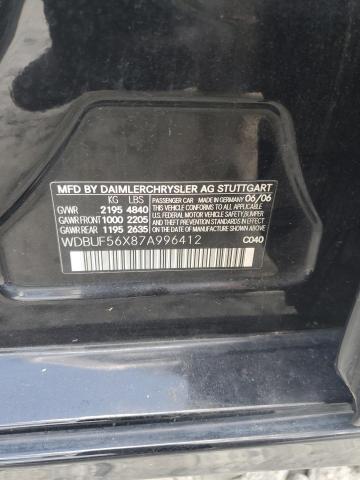 MFD BY DAIMLERCHRYSLER AG STUTTGART
KG LBS
GVWR 2195 4840
GAWR FRONT 1000 2205
GAWR REAR 1195 2635
PASSENGER CAR MADE IN GERMANY 06/06
THIS VEHICLE CONFORMS TO ALL APPLICABLE
U.S. FEDERAL MOTOR VEHICLE SAFETY, BUMPER
AND THEFT PREVENTION STANDARDS IN EFFECT
ON THE DATE OF MANUFACTURE SHOWN ABOVE.
WDBUF56X87A996412
C040